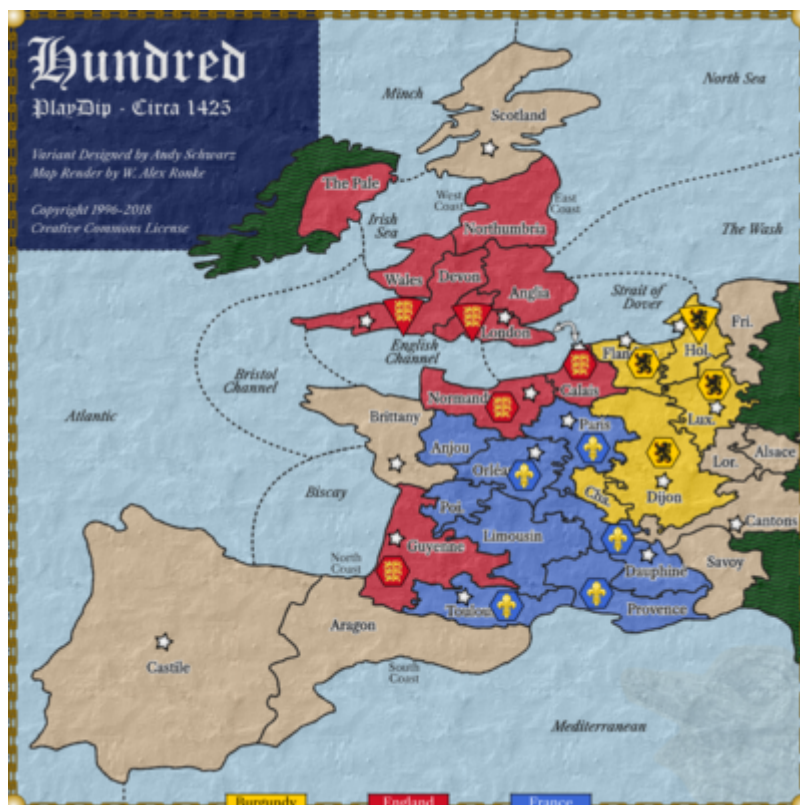 Hundred
PlayDip - Circa 1425
Variant Designed by Andy Schwarz
Map Render by W. Alex Ronke
Copyright 1996-2018
Creative Commons License
Minch
North Sea
Scotland
The Pale
West
Coast
East
Coast
Irish
Sea
Northumbria
The Wash
Wales
Devon
Anglia
Strait of
Dover
London
English
Channel
Flan
Hol.
Fri.
Bristol
Channel
Normand
Calais
Atlantic
Brittany
Paris
Lux.
Anjou
Orléa
Lor.
Alsace
Biscay
Poi.
Cha.
Dijon
Cantons
Limousin
Guyenne
North
Coast
Dauphine
Savoy
Toulou
Provence
Aragon
Castile
South
Coast
Mediterranean
Burgundy
England
France